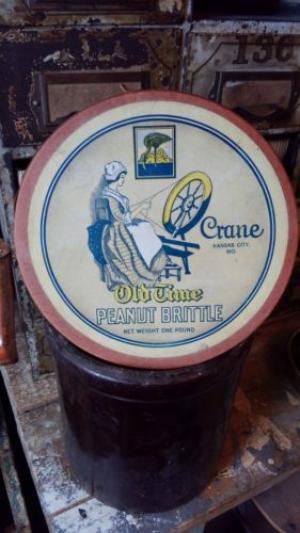 Crane
KANSAS CITY,
MO.
Old Time
PEANUT BRITTLE
NET WEIGHT ONE POUND